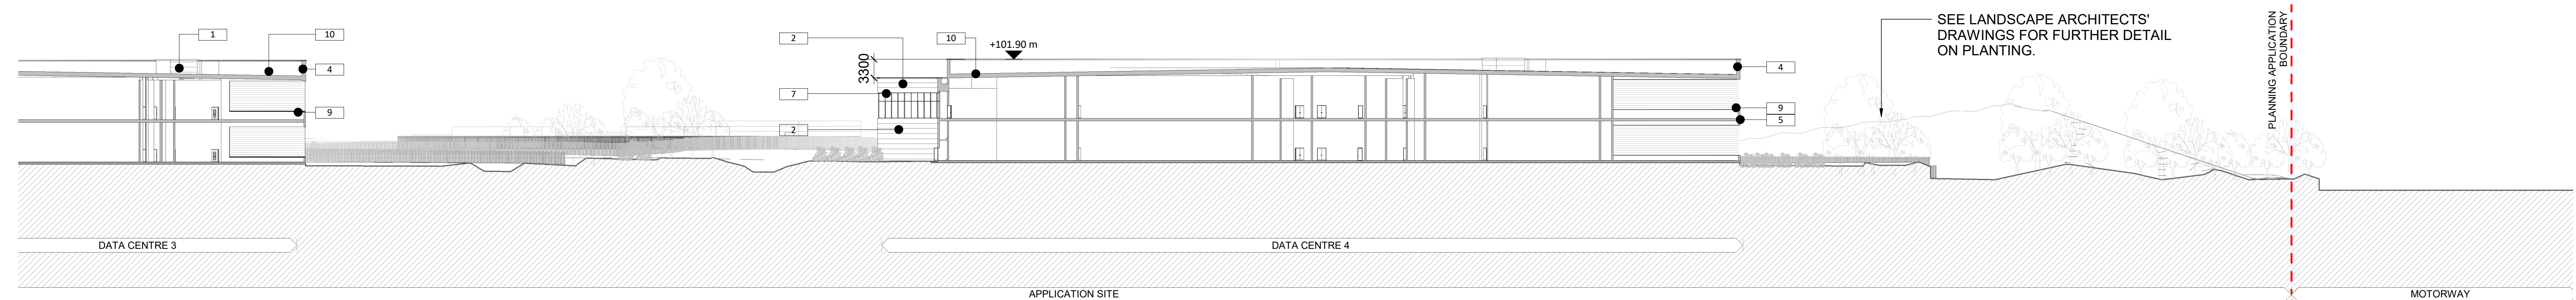 1
10
4
9
2
7
2
3300
10
+101.90 m
4
9
5
SEE LANDSCAPE ARCHITECTS'
DRAWINGS FOR FURTHER DETAIL
ON PLANTING.
PLANNING APPLICATION
BOUNDARY
DATA CENTRE 3
DATA CENTRE 4
APPLICATION SITE
MOTORWAY